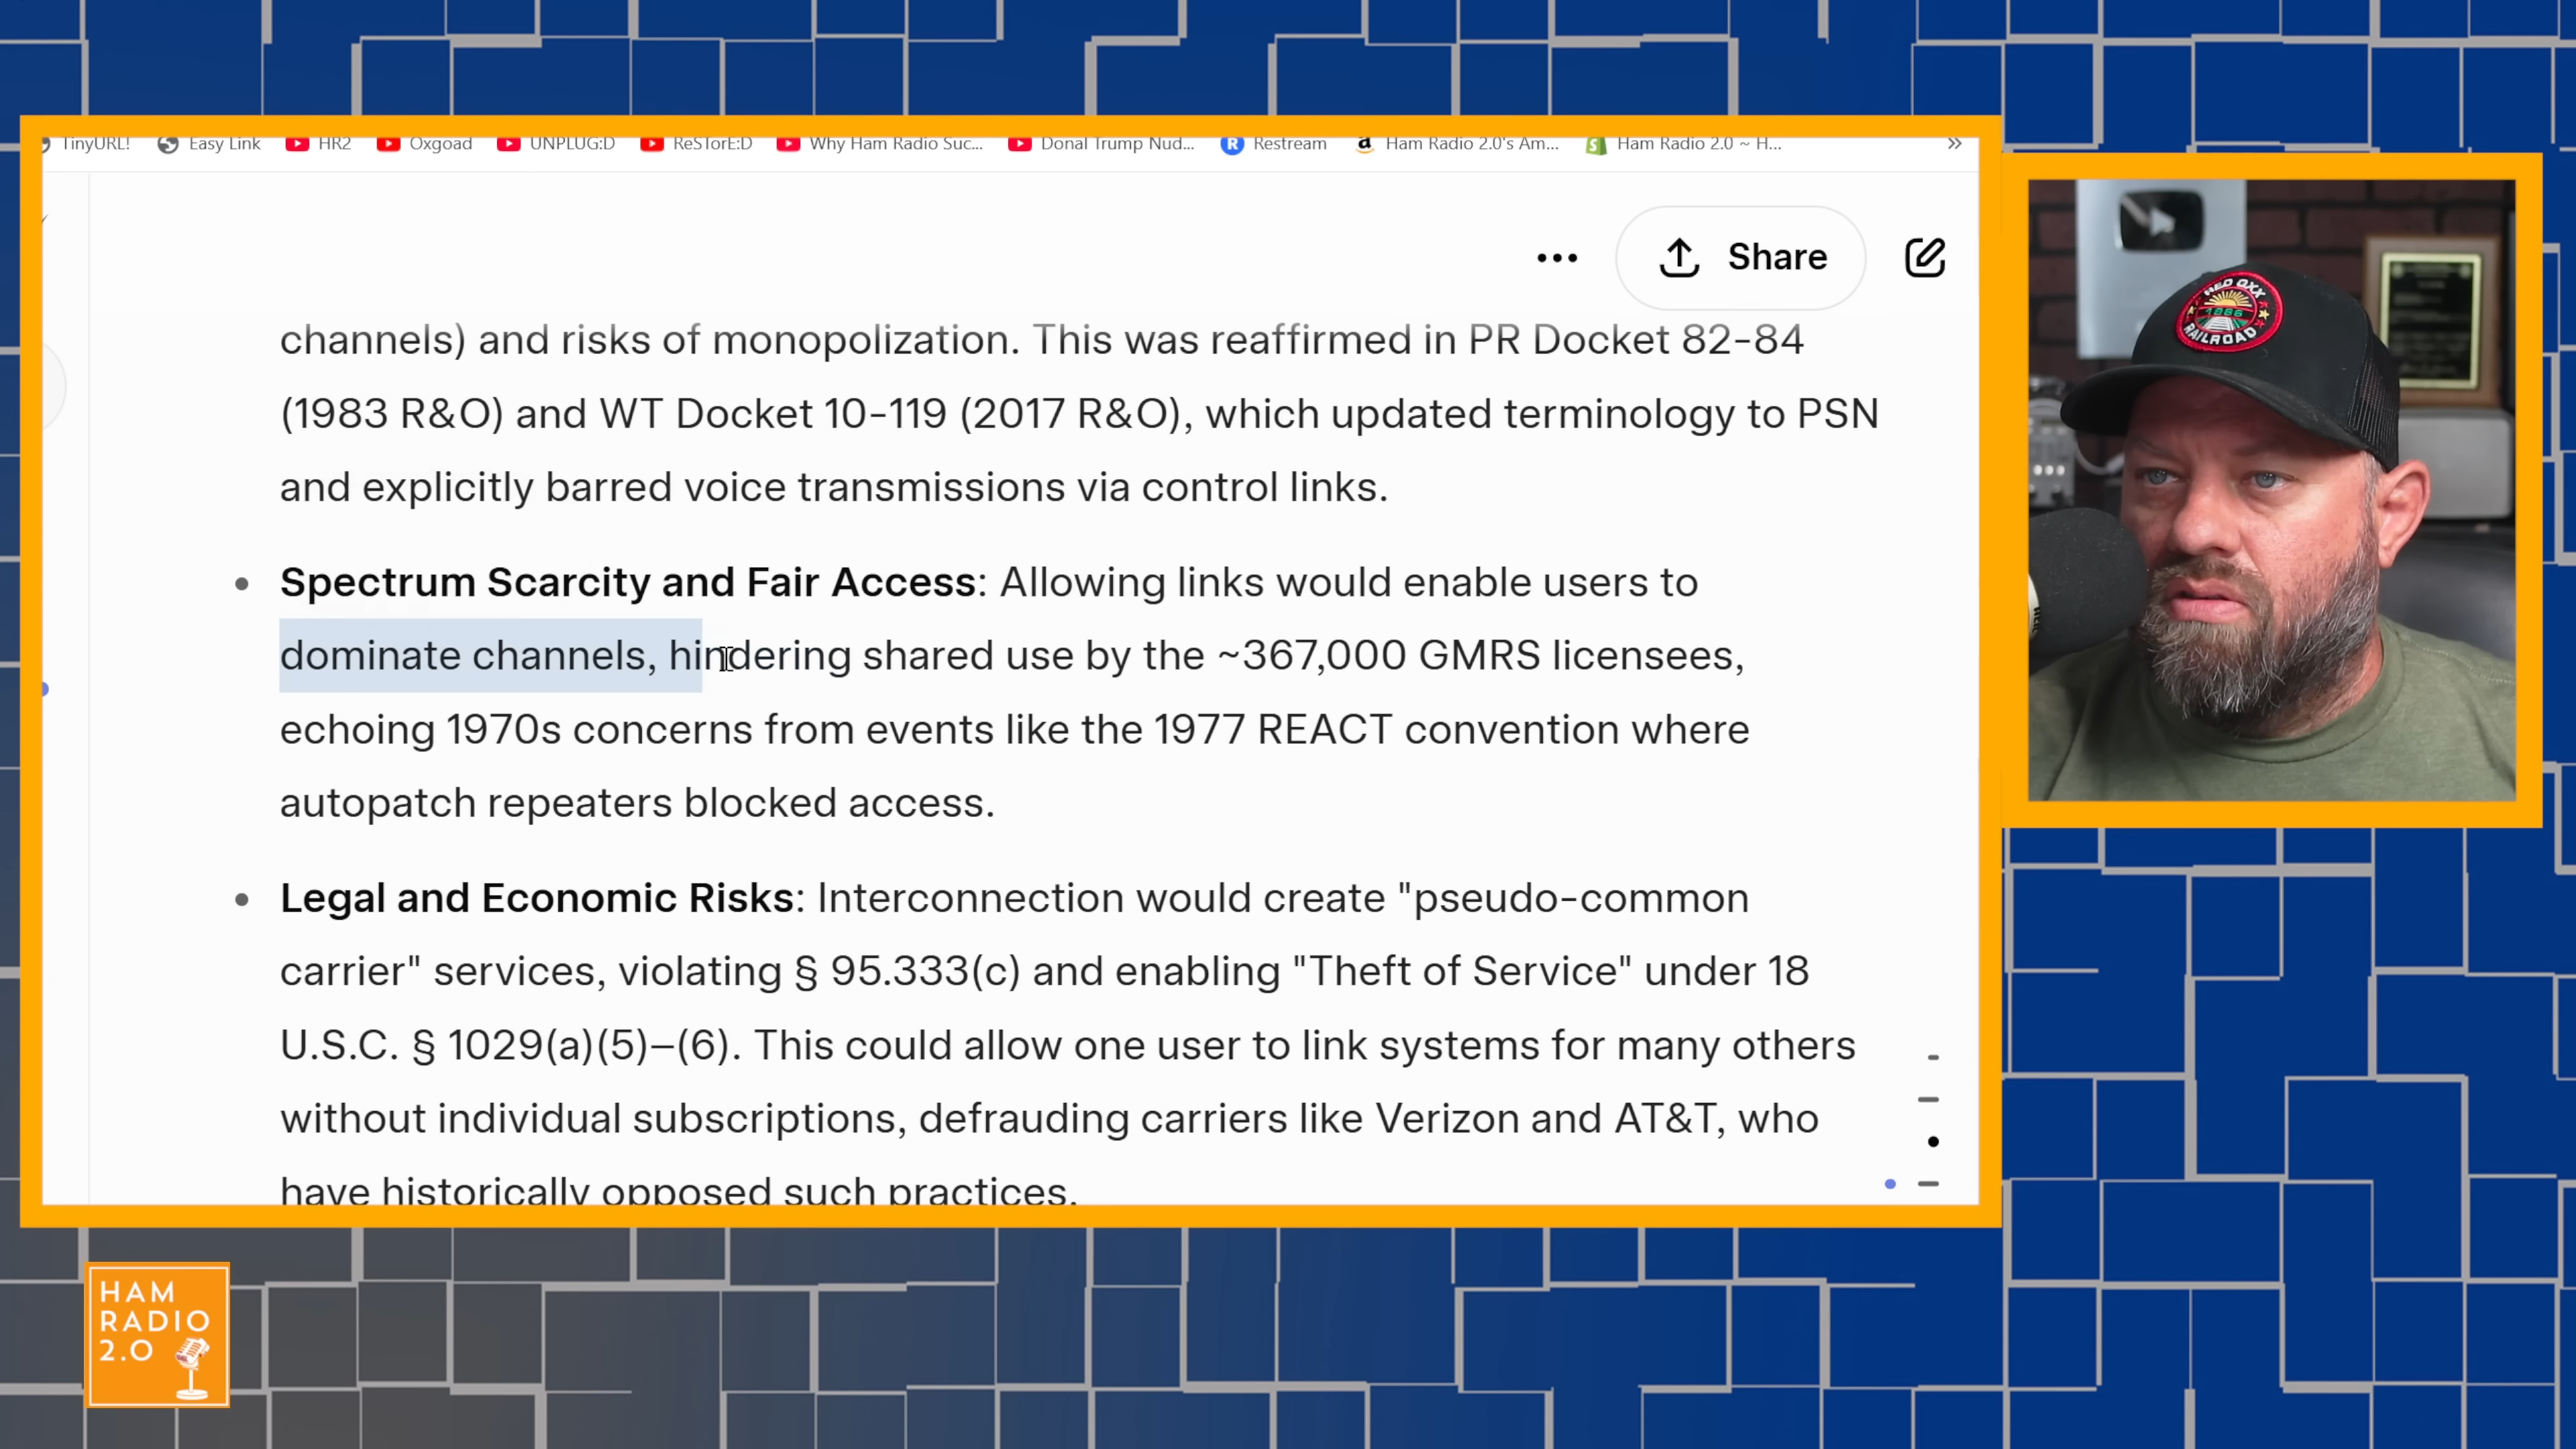 TinyURL! Easy Link HR2 Oxgoad UNPLUG:D ReSTorE:D Why Ham Radio Suc... Donal Trump Nud... Restream Ham Radio 2.0's Am... Ham Radio 2.0 ~ H... »
Share
channels) and risks of monopolization. This was reaffirmed in PR Docket 82-84
(1983 R&O) and WT Docket 10-119 (2017 R&O), which updated terminology to PSN
and explicitly barred voice transmissions via control links.
• Spectrum Scarcity and Fair Access: Allowing links would enable users to
dominate channels, hindering shared use by the ~367,000 GMRS licensees,
echoing 1970s concerns from events like the 1977 REACT convention where
autopatch repeaters blocked access.
• Legal and Economic Risks: Interconnection would create "pseudo-common
carrier" services, violating § 95.333(c) and enabling "Theft of Service" under 18
U.S.C. § 1029(a)(5)–(6). This could allow one user to link systems for many others
without individual subscriptions, defrauding carriers like Verizon and AT&T, who
have historically opposed such practices.
RED OXX
1986
RAILROAD
HAM
RADIO
2.0